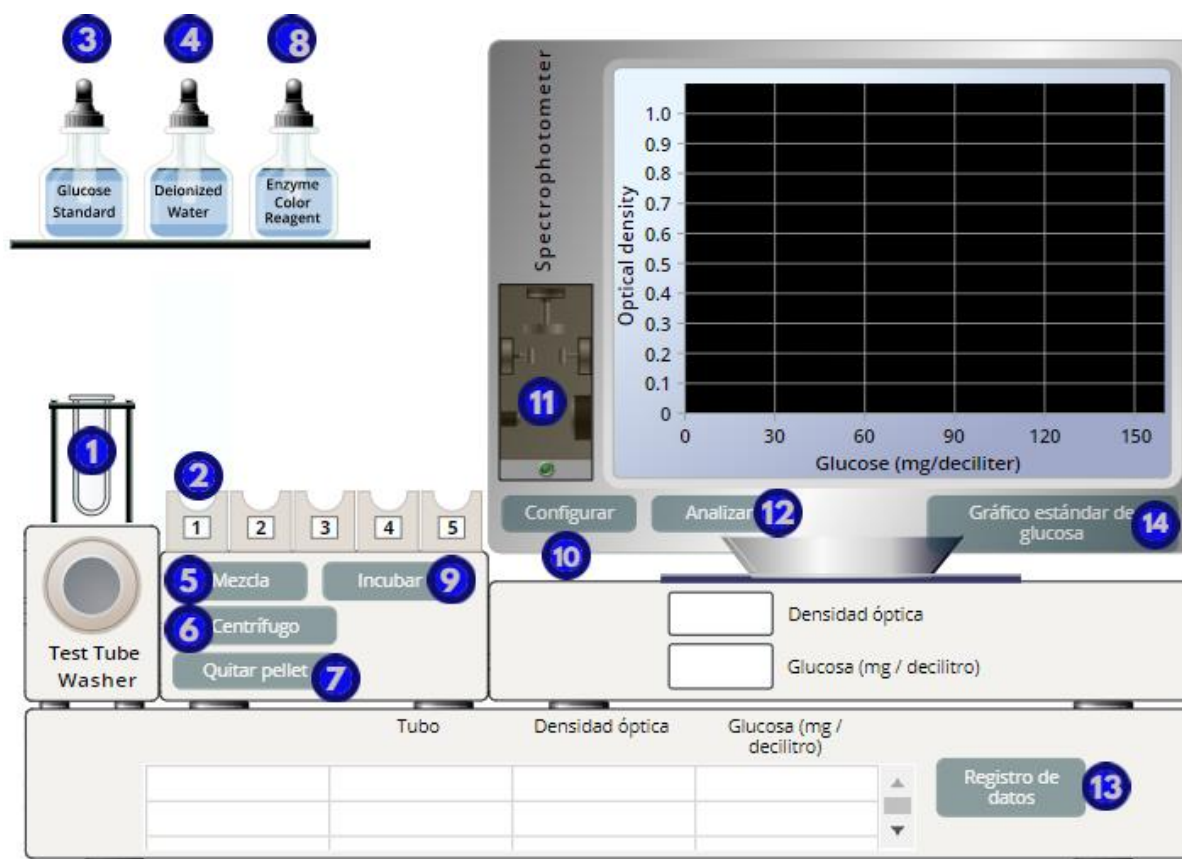 3
4
8
Glucose
Standard
Deionized
Water
Enzyme
Color
Reagent
Spectrophotometer
Optical density
1.0
0.9
0.8
0.7
0.6
0.5
0.4
0.3
0.2
0.1
0
0 30 60 90 120 150
Glucose (mg/deciliter)
11
1
2
1 2 3 4 5
Configurar
10
Analizar
12
Gráfico estándar de
glucosa
14
5
Mezcla
Incubar
9
6
Centrífugo
Quitar pellet
7
Test Tube
Washer
Densidad óptica
Glucosa (mg / decilitro)
Tubo
Densidad óptica
Glucosa (mg /
decilitro)
Registro de
datos
13